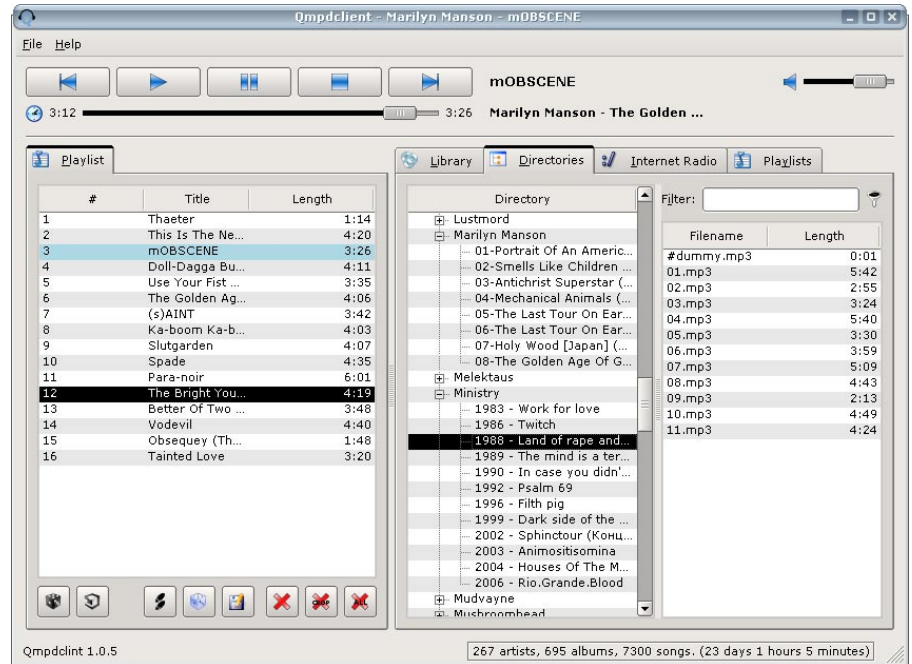 Qmpdclient - Marilyn Manson - mOBSCENE
File Help
mOBSCENE
3:12 3:26 Marilyn Manson - The Golden ...
Playlist
# Title Length
1 Thaeter 1:14
2 This Is The Ne... 4:20
3 mOBSCENE 3:26
4 Doll-Dagga Bu... 4:11
5 Use Your Fist ... 3:35
6 The Golden Ag... 4:06
7 (s)AINT 3:42
8 Ka-boom Ka-b... 4:03
9 Slutgarden 4:07
10 Spade 4:35
11 Para-noir 6:01
12 The Bright You... 4:19
13 Better Of Two ... 3:48
14 Vodevil 4:40
15 Obsequey (Th... 1:48
16 Tainted Love 3:20
CROP
ALL
Library Directories Internet Radio Playlists
Directory
Lustmord
Marilyn Manson
01-Portrait Of An Americ...
02-Smells Like Children ...
03-Antichrist Superstar (...
04-Mechanical Animals (...
05-The Last Tour On Ear...
06-The Last Tour On Ear...
07-Holy Wood [Japan] (...
08-The Golden Age Of G...
Melektaus
Ministry
1983 - Work for love
1986 - Twitch
1988 - Land of rape and...
1989 - The mind is a ter...
1990 - In case you didn'...
1992 - Psalm 69
1996 - Filth pig
1999 - Dark side of the ...
2002 - Sphinctour (Конц...
2003 - Animositisomina
2004 - Houses Of The M...
2006 - Rio.Grande.Blood
Mudvayne
Mushroomhead
Filter:
Filename Length
#dummy.mp3 0:01
01.mp3 5:42
02.mp3 2:55
03.mp3 3:24
04.mp3 5:40
05.mp3 3:30
06.mp3 3:59
07.mp3 5:09
08.mp3 4:43
09.mp3 2:13
10.mp3 4:49
11.mp3 4:24
Qmpdclint 1.0.5
267 artists, 695 albums, 7300 songs. (23 days 1 hours 5 minutes)